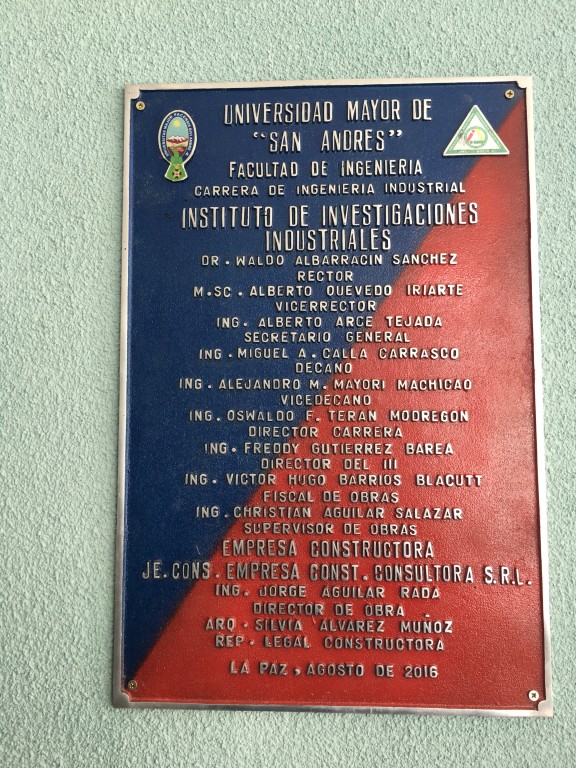 UNIVERSIDAD MAYOR DE
"SAN ANDRES"
FACULTAD DE INGENIERIA
CARRERA DE INGENIERIA INDUSTRIAL
INSTITUTO DE INVESTIGACIONES
INDUSTRIALES
DR. WALDO ALBARRACIN SANCHEZ
RECTOR
M.SC. ALBERTO QUEVEDO IRIARTE
VICERRECTOR
ING. ALBERTO ARCE TEJADA
SECRETARIO GENERAL
ING. MIGUEL A. CALLA CARRASCO
DECANO
ING. ALEJANDRO M. MAYORI MACHICAO
VICEDECANO
ING. OSWALDO F. TERAN MODREGON
DIRECTOR CARRERA
ING. FREDDY GUTIERREZ BAREA
DIRECTOR DEL III
ING. VICTOR HUGO BARRIOS BLACUTT
FISCAL DE OBRAS
ING. CHRISTIAN AGUILAR SALAZAR
SUPERVISOR DE OBRAS
EMPRESA CONSTRUCTORA
JE.CONS. EMPRESA CONST. CONSULTORA S.R.L.
ING. JORGE AGUILAR RADA
DIRECTOR DE OBRA
ARQ. SILVIA ALVAREZ MUÑOZ
REP. LEGAL CONSTRUCTORA
LA PAZ, AGOSTO DE 2016